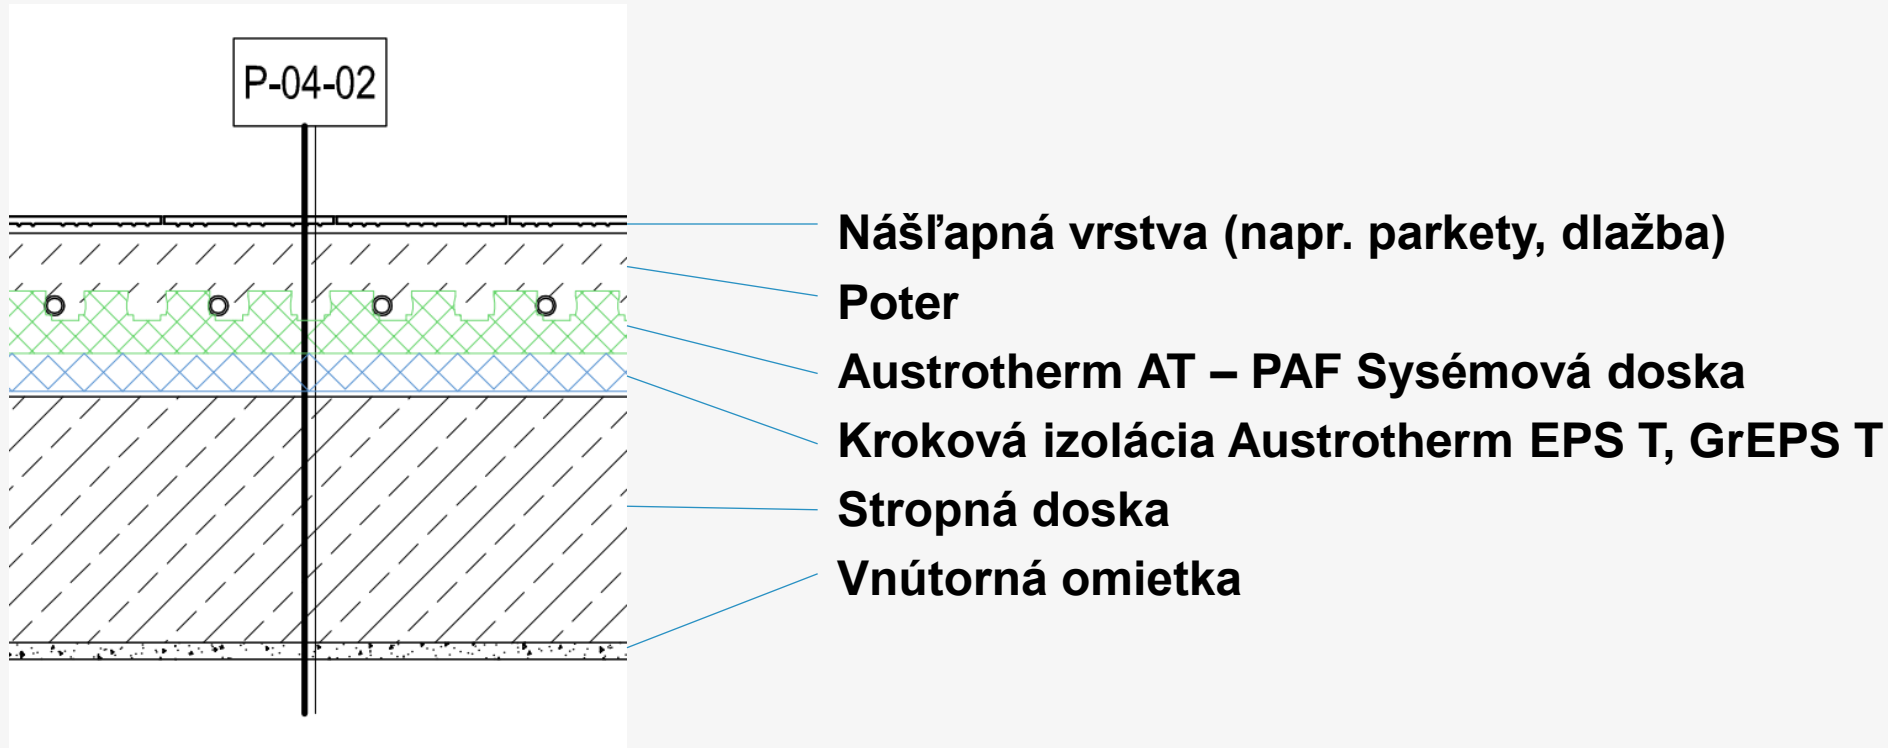 P-04-02
Nášľapná vrstva (napr. parkety, dlažba)
Poter
Austrotherm AT – PAF Sysémová doska
Kroková izolácia Austrotherm EPS T, GrEPS T
Stropná doska
Vnútorná omietka